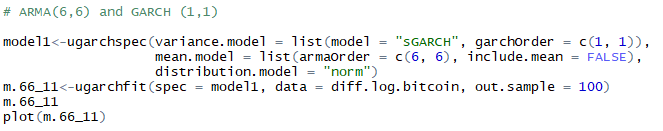 # ARMA(6,6) and GARCH (1,1)
model1<-ugarchspec(variance.model = list(model = "sGARCH", garchOrder = c(1, 1)),
mean.model = list(armaOrder = c(6, 6), include.mean = FALSE),
distribution.model = "norm")
m.66_11<-ugarchfit(spec = model1, data = diff.log.bitcoin, out.sample = 100)
m.66_11
plot(m.66_11)